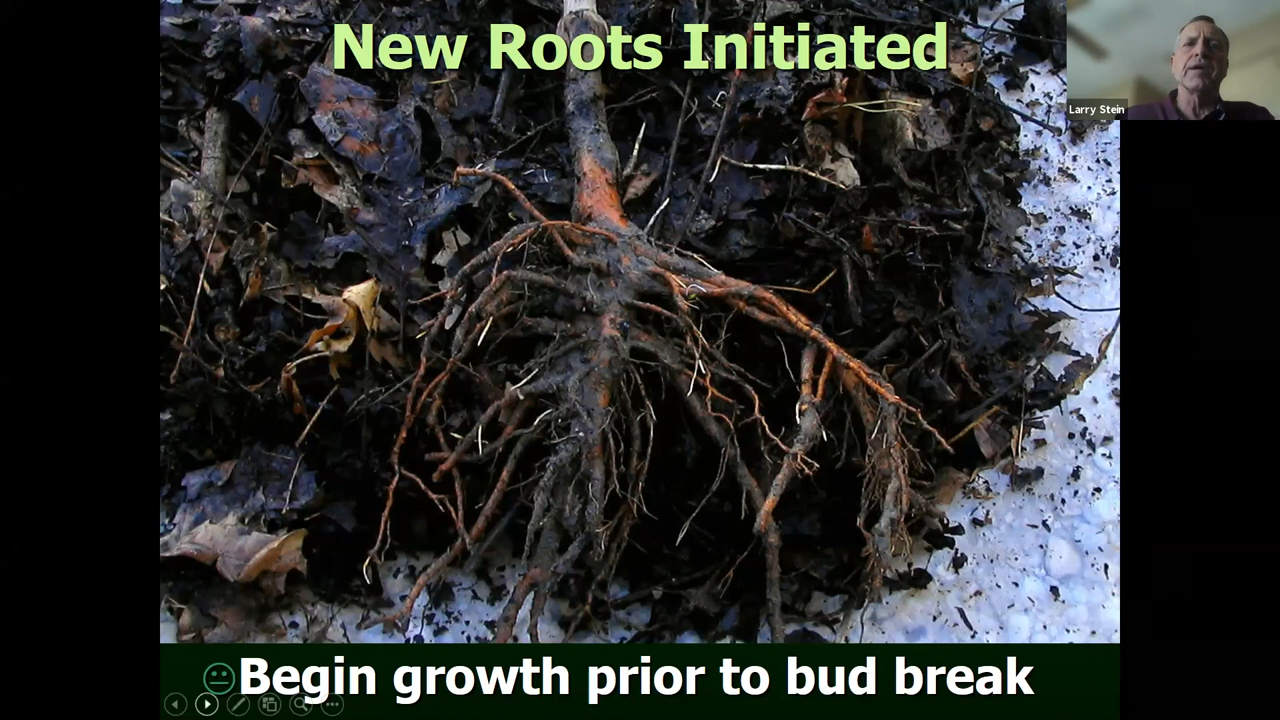 New Roots Initiated
Larry Stein
Begin growth prior to bud break